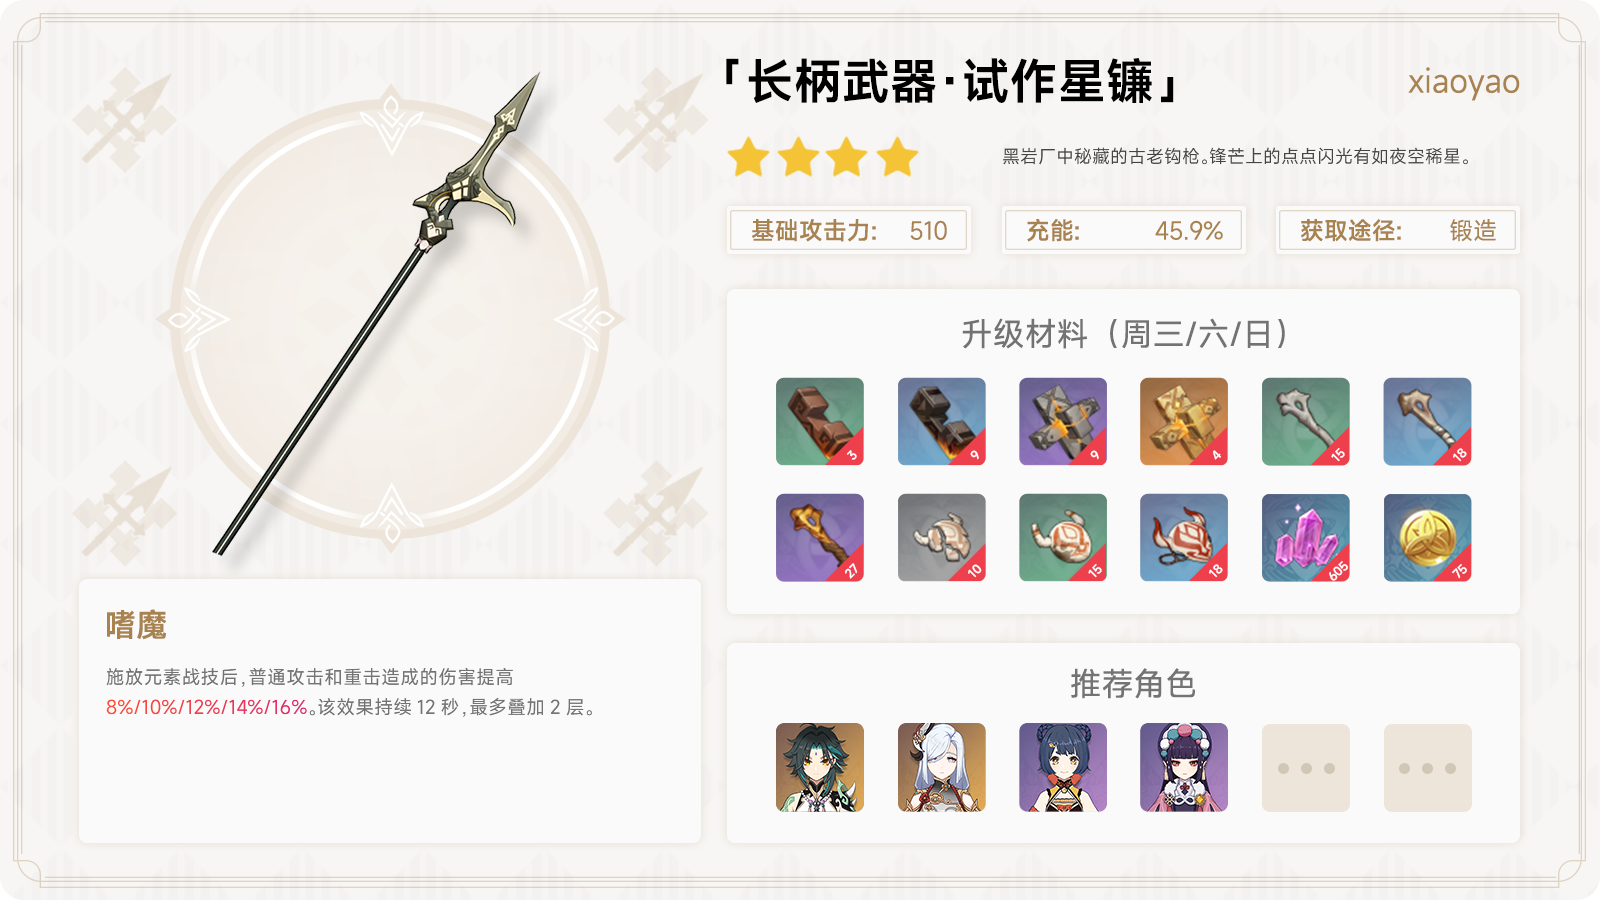 「长柄武器·试作星镰」
xiaoyao
黑岩厂中秘藏的古老钩枪。锋芒上的点点闪光有如夜空稀星。
基础攻击力: 510
充能: 45.9%
获取途径: 锻造
升级材料（周三/六/日）
3 9 9 4 15 18
27 10 15 18 605 75
嗜魔
施放元素战技后,普通攻击和重击造成的伤害提高
8%/10%/12%/14%/16%。该效果持续 12 秒,最多叠加 2 层。
推荐角色